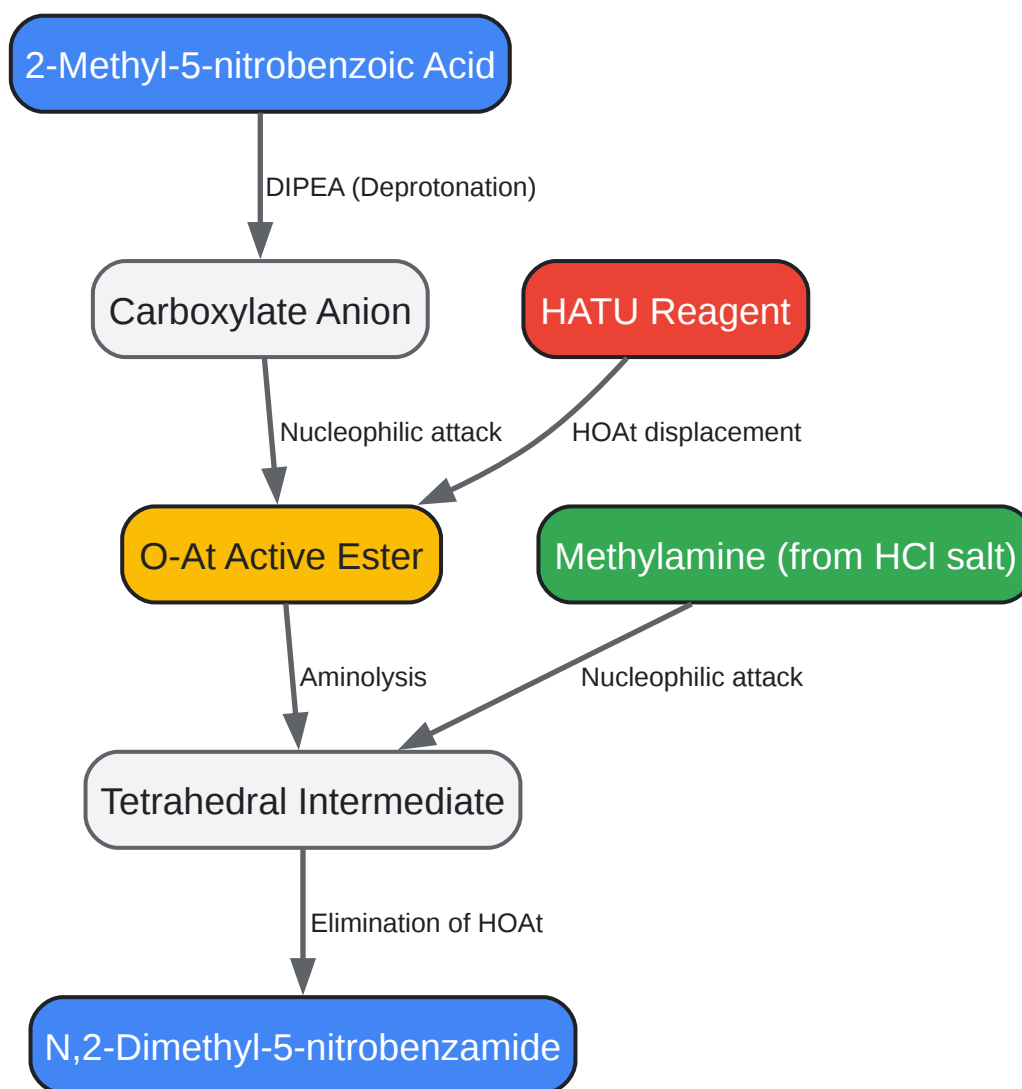 2-Methyl-5-nitrobenzoic Acid
DIPEA (Deprotonation)
Carboxylate Anion
HATU Reagent
Nucleophilic attack
HOAt displacement
O-At Active Ester
Methylamine (from HCl salt)
Aminolysis
Nucleophilic attack
Tetrahedral Intermediate
Elimination of HOAt
N,2-Dimethyl-5-nitrobenzamide